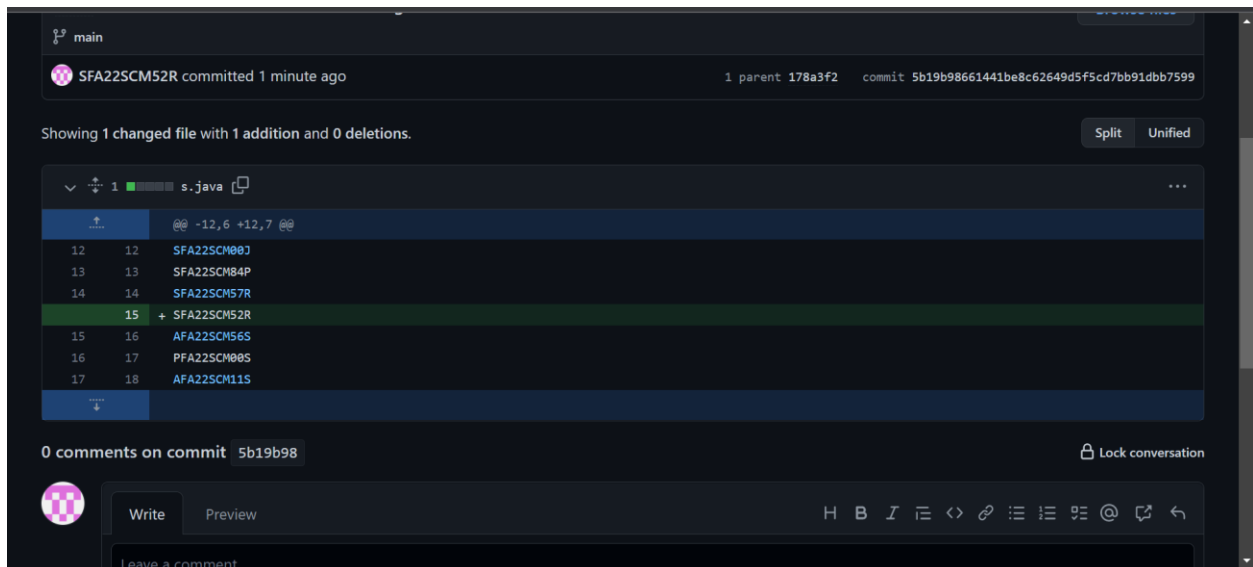 main
SFA22SCM52R committed 1 minute ago 1 parent 178a3f2 commit 5b19b98661441be8c62649d5f5cd7bb91dbb7599
Showing 1 changed file with 1 addition and 0 deletions. Split Unified
1 s.java
@@ -12,6 +12,7 @@
12 12 SFA22SCM00J
13 13 SFA22SCM84P
14 14 SFA22SCM57R
15 + SFA22SCM52R
15 16 AFA22SCM56S
16 17 PFA22SCM00S
17 18 AFA22SCM11S
0 comments on commit 5b19b98 Lock conversation
Write Preview H B I
Leave a comment